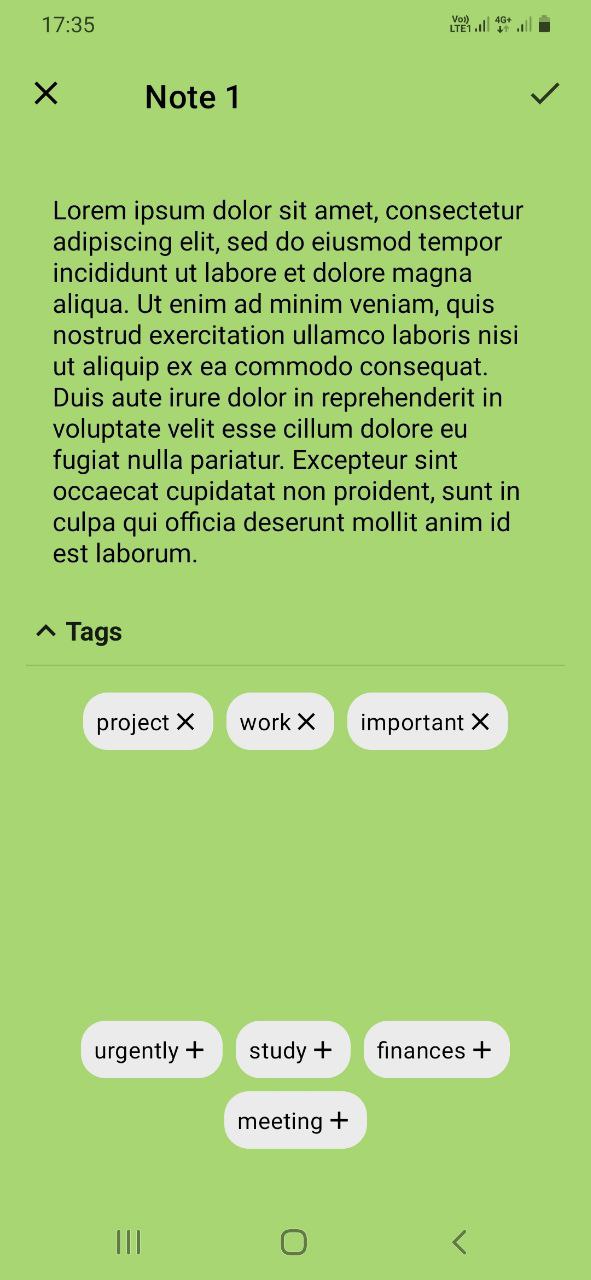 17:35
Vo)) LTE1 4G+
Note 1
Lorem ipsum dolor sit amet, consectetur
adipiscing elit, sed do eiusmod tempor
incididunt ut labore et dolore magna
aliqua. Ut enim ad minim veniam, quis
nostrud exercitation ullamco laboris nisi
ut aliquip ex ea commodo consequat.
Duis aute irure dolor in reprehenderit in
voluptate velit esse cillum dolore eu
fugiat nulla pariatur. Excepteur sint
occaecat cupidatat non proident, sunt in
culpa qui officia deserunt mollit anim id
est laborum.
Tags
project work important
urgently + study + finances +
meeting +